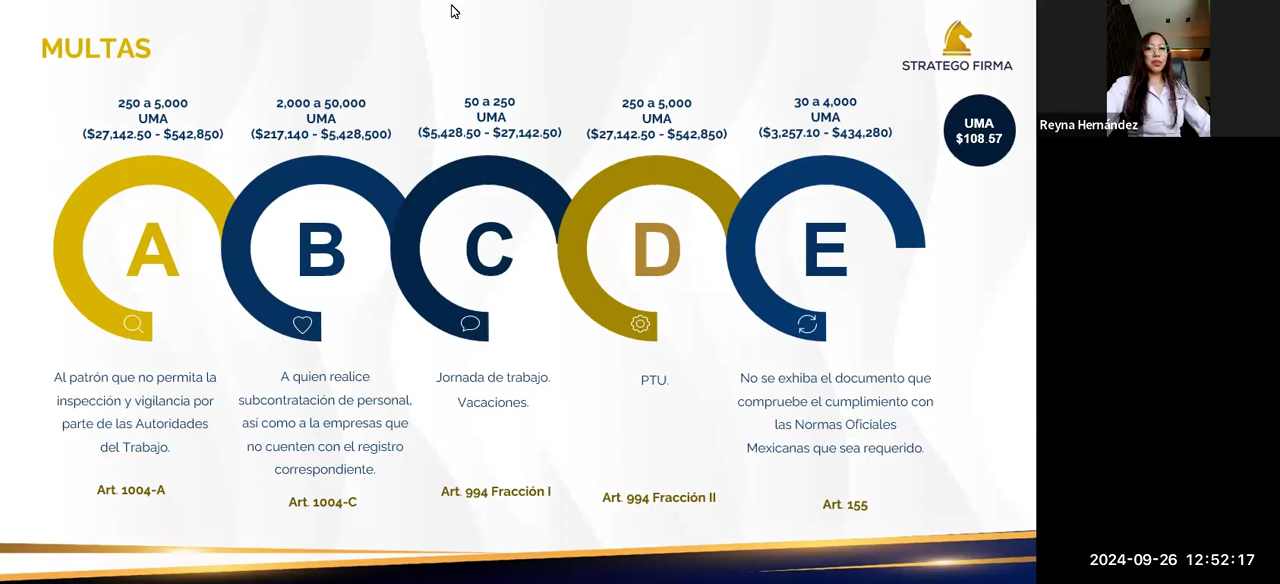 MULTAS
STRATEGO FIRMA
250 a 5,000
UMA
($27,142.50 - $542,850)
2,000 a 50,000
UMA
($217,140 - $5,428,500)
50 a 250
UMA
($5,428.50 - $27,142.50)
250 a 5,000
UMA
($27,142.50 - $542,850)
30 a 4,000
UMA
($3,257.10 - $434,280)
UMA
$108.57
Reyna Hernández
A
B
C
D
E
Al patrón que no permita la
inspección y vigilancia por
parte de las Autoridades
del Trabajo.
Art. 1004-A
A quien realice
subcontratación de personal,
así como a la empresas que
no cuenten con el registro
correspondiente.
Art. 1004-C
Jornada de trabajo.
Vacaciones.
Art. 994 Fracción I
PTU.
Art. 994 Fracción II
No se exhiba el documento que
compruebe el cumplimiento con
las Normas Oficiales
Mexicanas que sea requerido.
Art. 155
2024-09-26 12:52:17